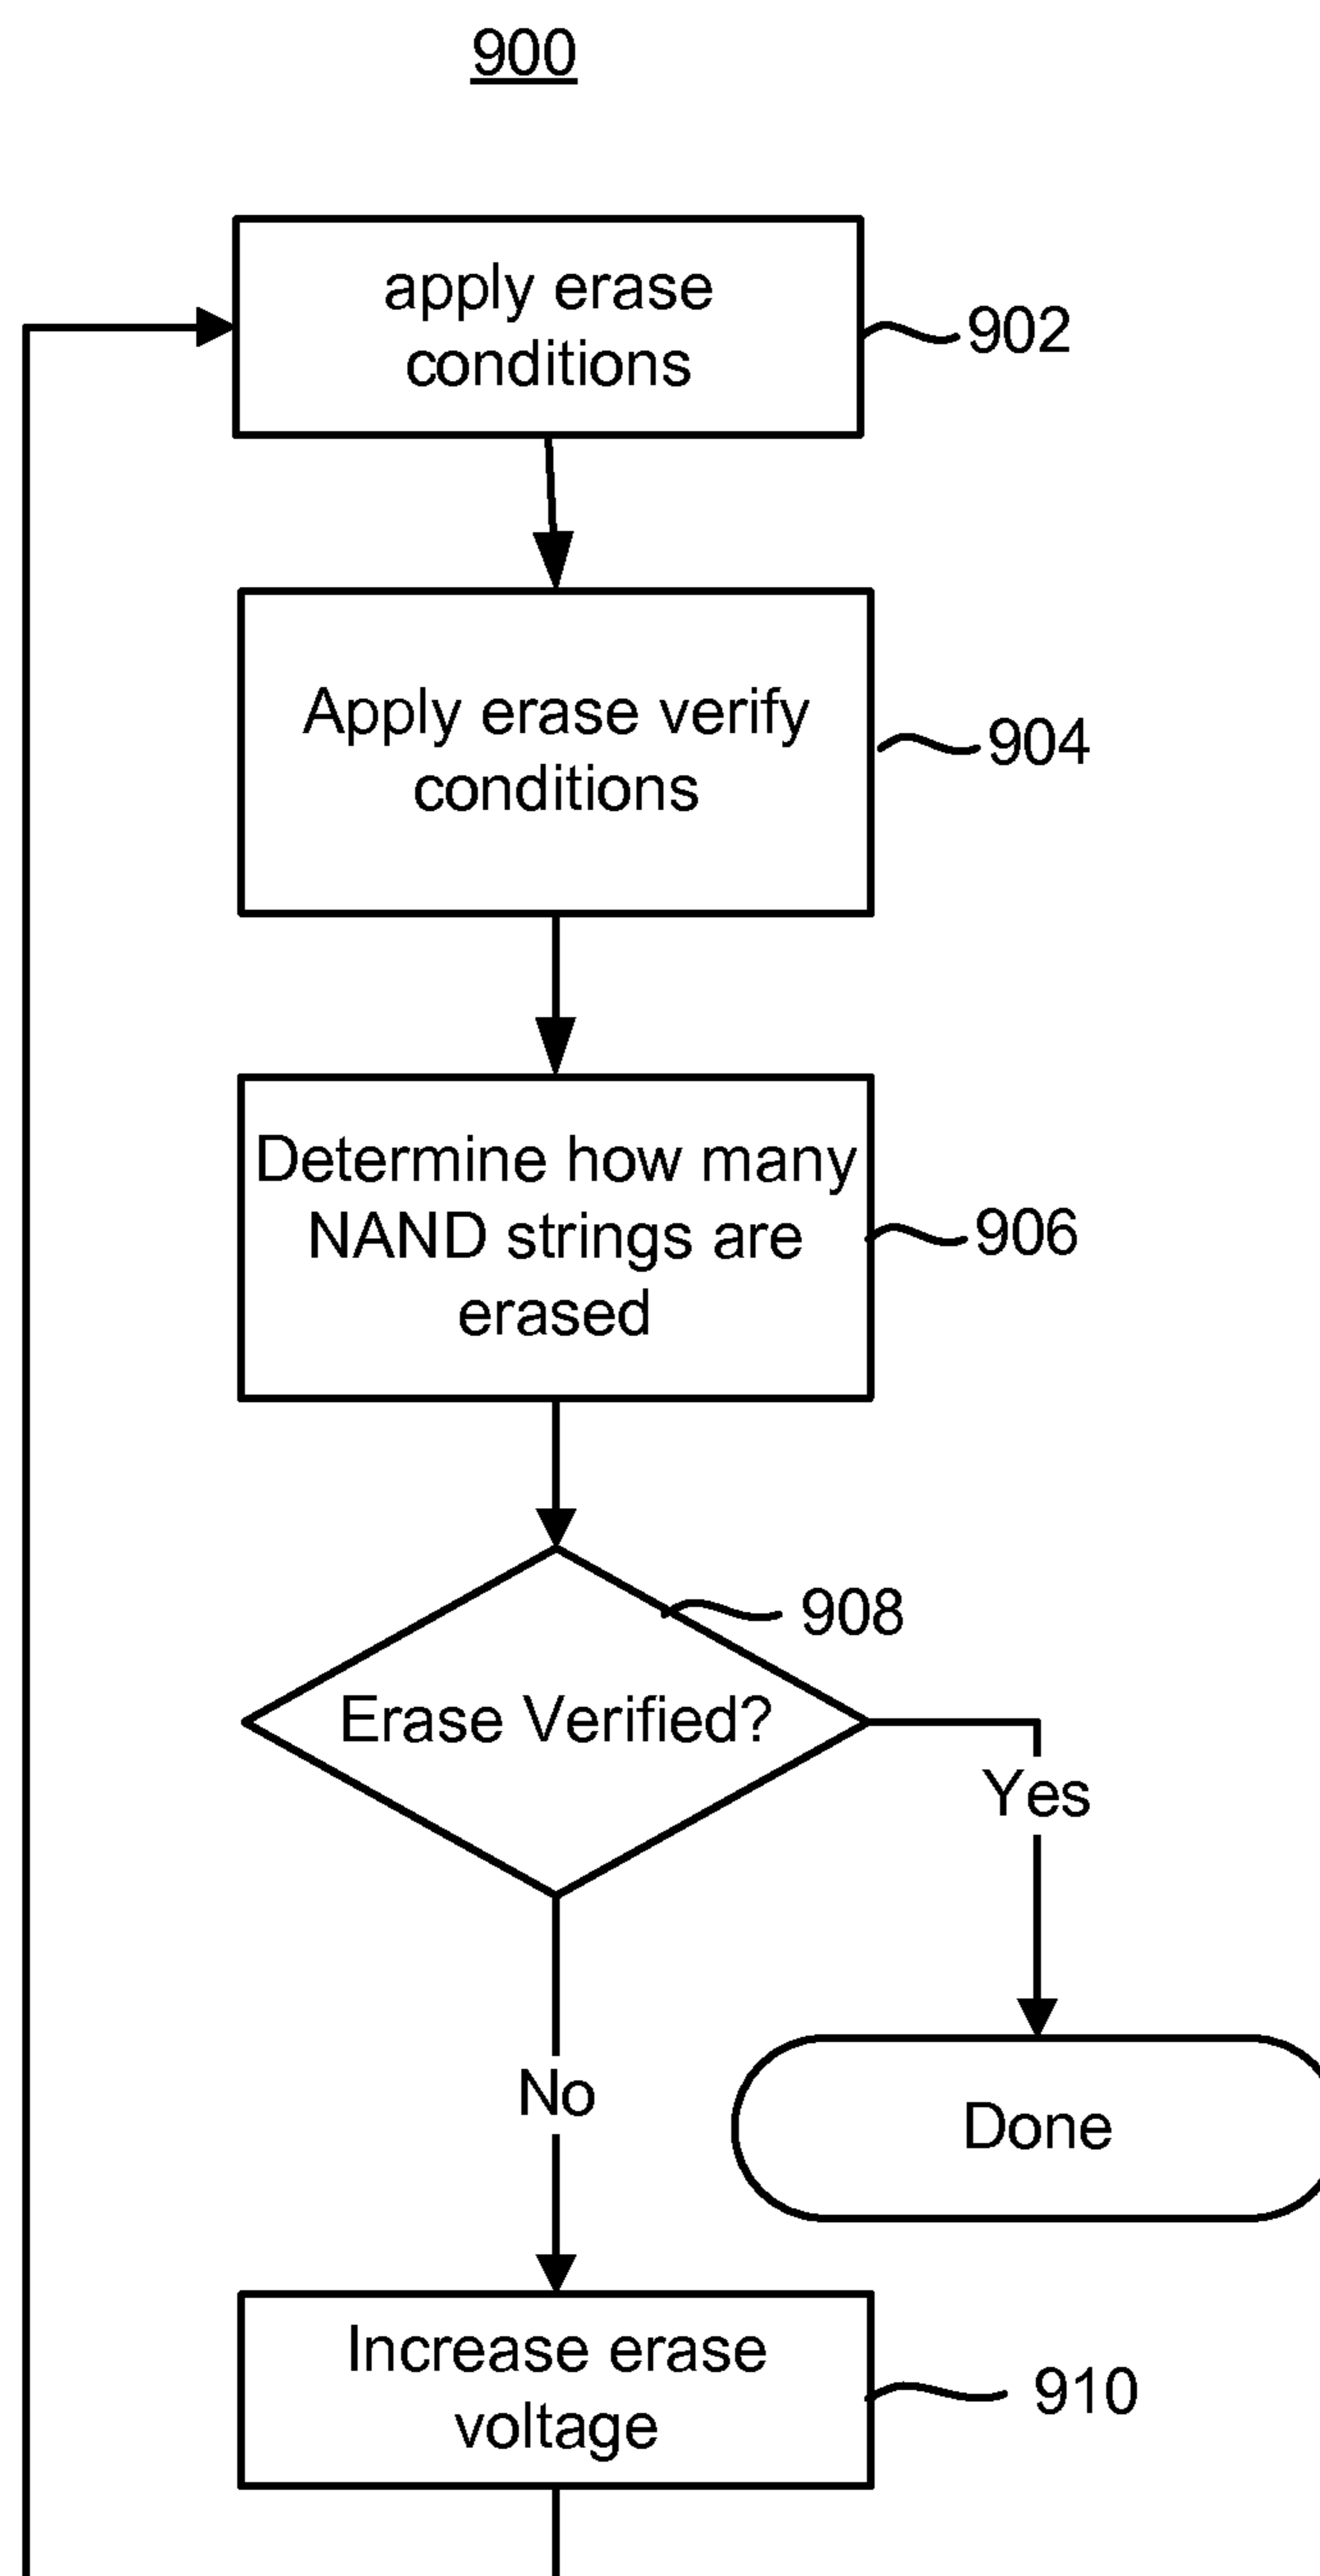 900
apply erase
conditions
902
Apply erase verify
conditions
904
Determine how many
NAND strings are
erased
906
908
Erase Verified?
Yes
No
Done
Increase erase
voltage
910